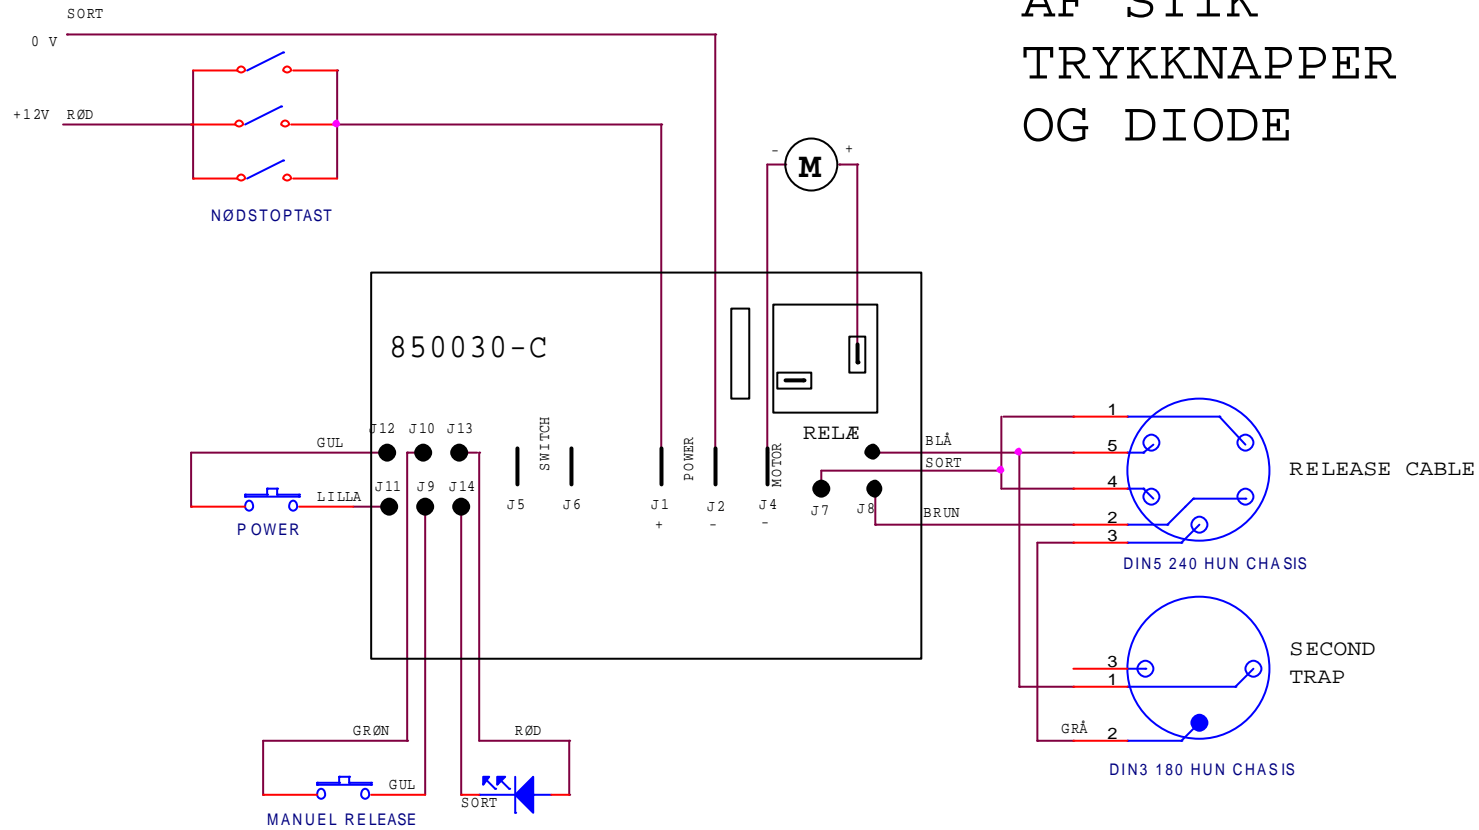 AF STIK
TRYKKNAPPER
OG DIODE
SORT
0 V
+12V RØD
NØDSTOPTAST
- M +
850030-C
RELÆ
J12 J10 J13
J11 J9 J14
SWITCH
J5 J6
POWER
J1 J2
+ -
MOTOR
J4
-
J7 J8
GUL
LILLA
POWER
BLÅ
SORT
BRUN
1
5
4
2
3
RELEASE CABLE
DIN5 240 HUN CHASIS
3
1
GRÅ 2
SECOND
TRAP
DIN3 180 HUN CHASIS
GRØN
GUL
MANUEL RELEASE
RØD
SORT